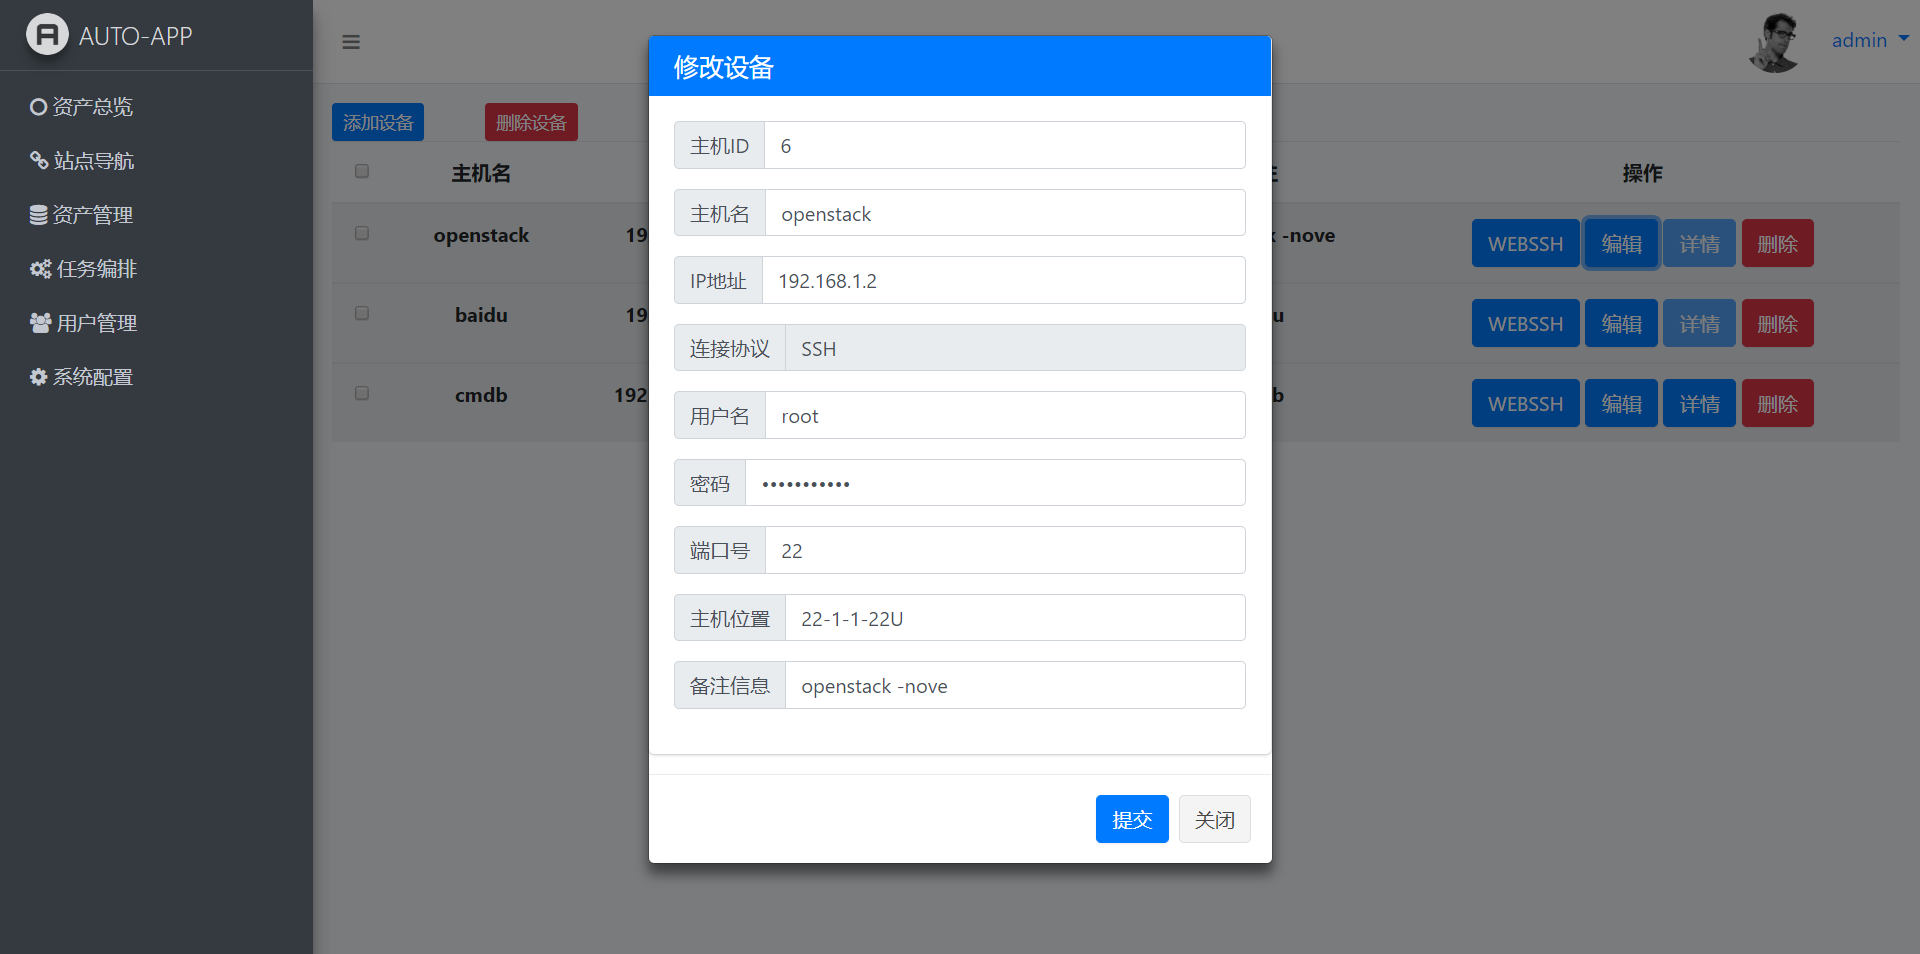 AUTO-APP
admin
资产总览
站点导航
资产管理
任务编排
用户管理
系统配置
添加设备
删除设备
主机名
操作
openstack
19
-nove
WEBSSH
编辑
详情
删除
baidu
19
u
WEBSSH
编辑
详情
删除
cmdb
192
b
WEBSSH
编辑
详情
删除
修改设备
主机ID 6
主机名 openstack
IP地址 192.168.1.2
连接协议 SSH
用户名 root
密码 •••••••••••
端口号 22
主机位置 22-1-1-22U
备注信息 openstack -nove
提交
关闭